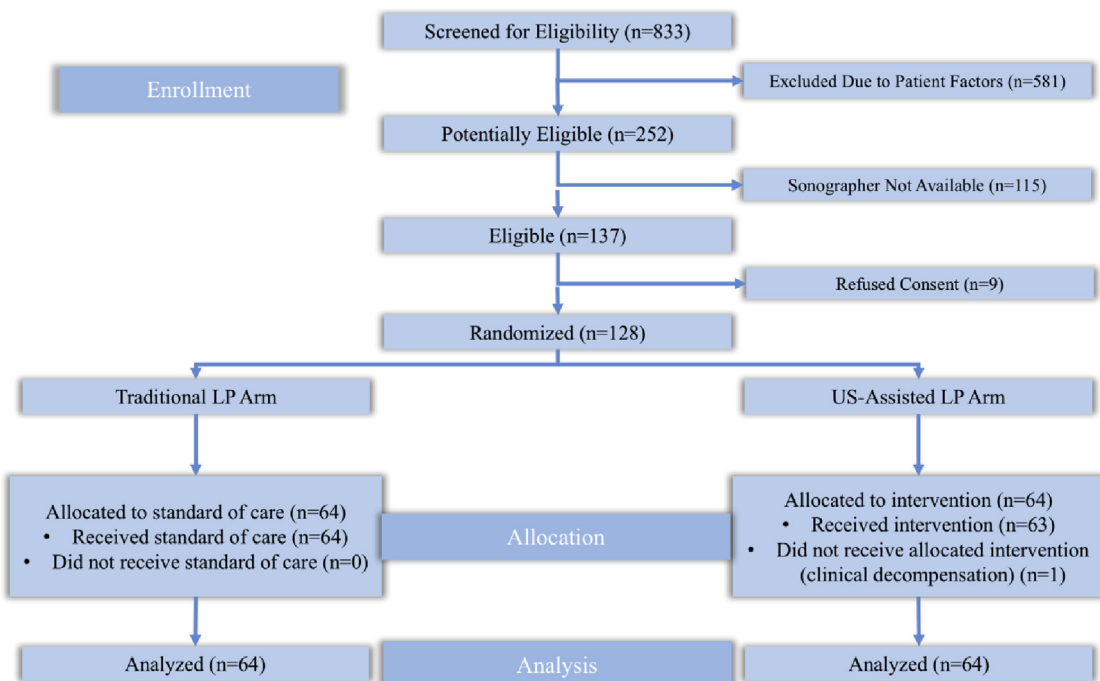 Screened for Eligibility (n=833)
Enrollment
Excluded Due to Patient Factors (n=581)
Potentially Eligible (n=252)
Sonographer Not Available (n=115)
Eligible (n=137)
Refused Consent (n=9)
Randomized (n=128)
Traditional LP Arm
US-Assisted LP Arm
Allocated to standard of care (n=64)
• Received standard of care (n=64)
• Did not receive standard of care (n=0)
Allocation
Allocated to intervention (n=64)
• Received intervention (n=63)
• Did not receive allocated intervention
(clinical decompensation) (n=1)
Analyzed (n=64)
Analysis
Analyzed (n=64)